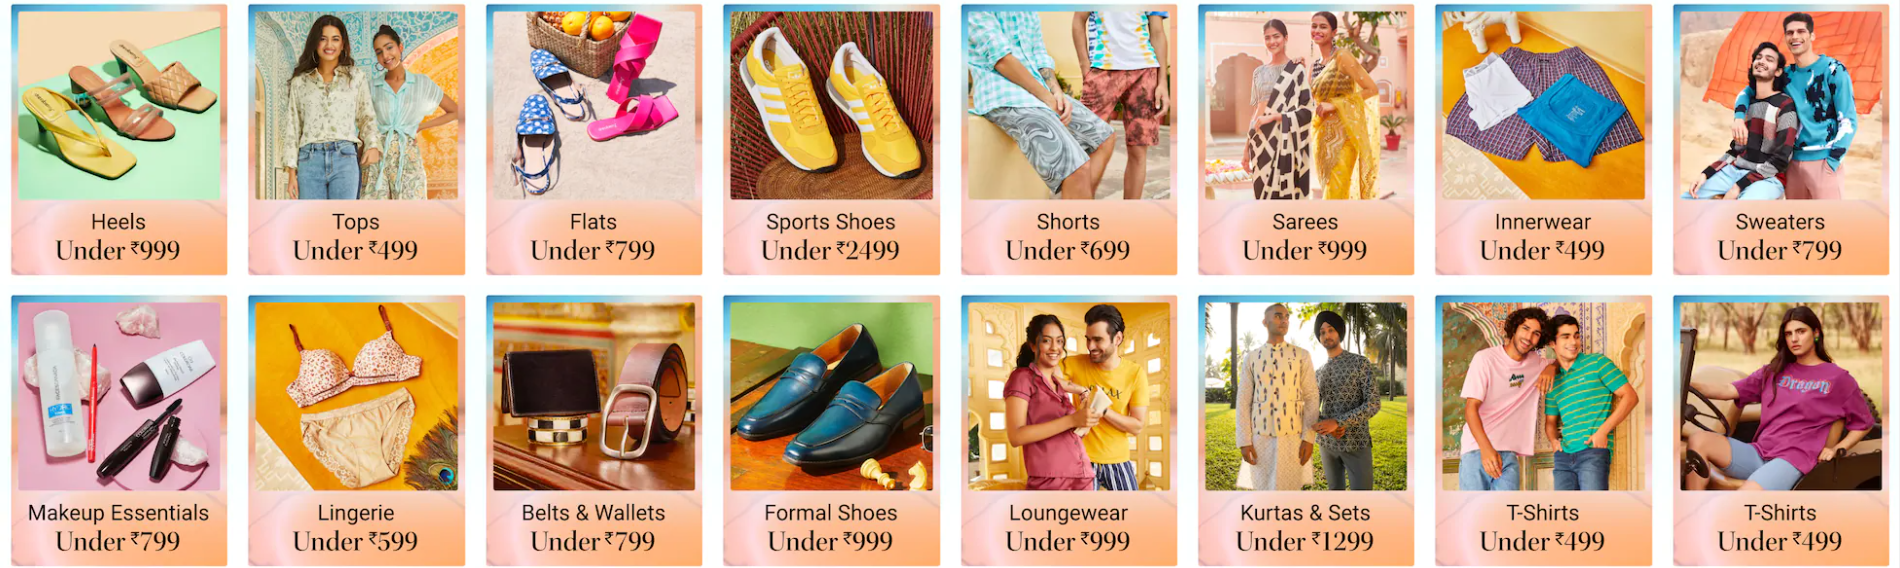 Heels
Under ₹999
Tops
Under ₹499
Flats
Under ₹799
Sports Shoes
Under ₹2499
Shorts
Under ₹699
Sarees
Under ₹999
Innerwear
Under ₹499
Sweaters
Under ₹799
Makeup Essentials
Under ₹799
Lingerie
Under ₹599
Belts & Wallets
Under ₹799
Formal Shoes
Under ₹999
Loungewear
Under ₹999
Kurtas & Sets
Under ₹1299
T-Shirts
Under ₹499
Dragon
T-Shirts
Under ₹499